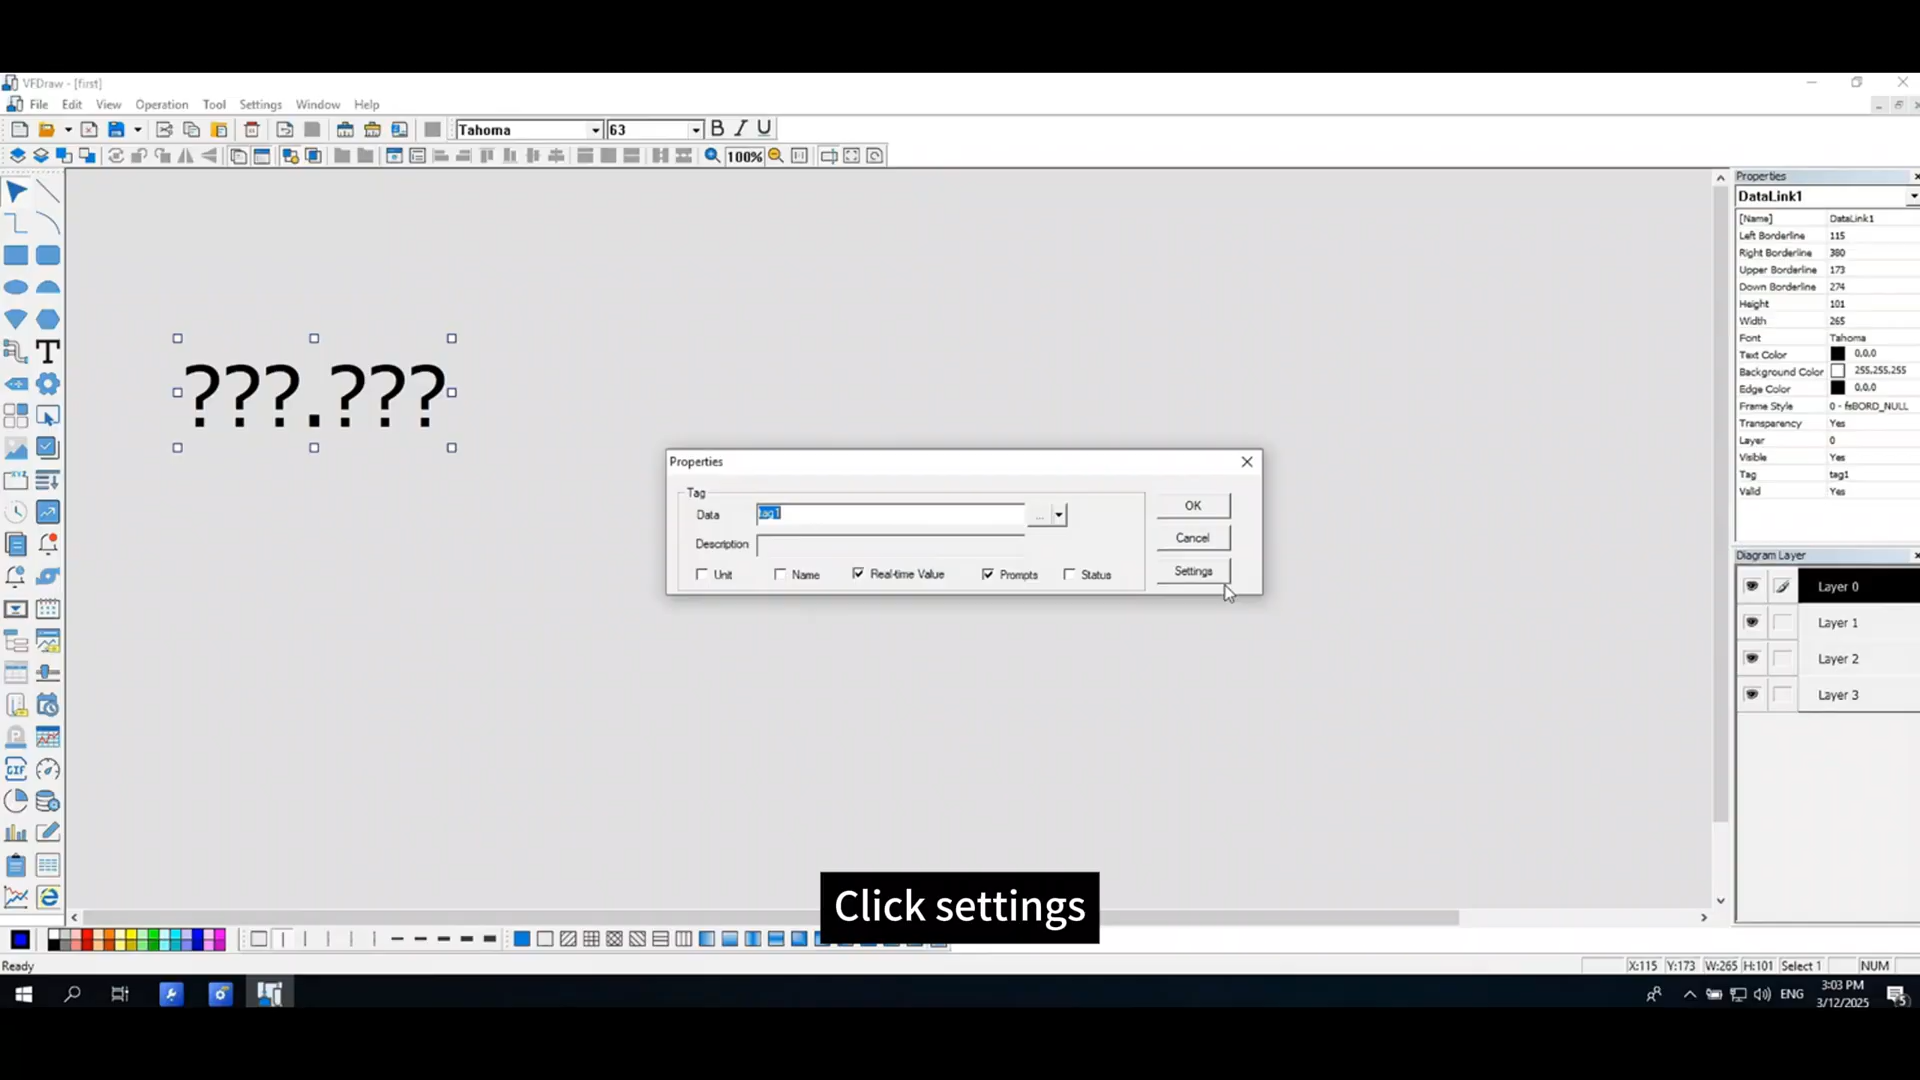 VFDraw - [first]
File Edit View Operation Tool Settings Window Help
Tahoma 63 B I U
100%
Properties
DataLink1
[Name] DataLink1
Left Borderline 115
Right Borderline 380
Upper Borderline 173
Down Borderline 274
Height 101
Width 265
Font Tahoma
Text Color 0,0,0
Background Color 255,255,255
Edge Color 0,0,0
Frame Style 0 - fsBORD_NULL
Transparency Yes
Layer 0
Visible Yes
Tag tag1
Valid Yes
T
???.???
Properties
Tag
Data tag1 ...
Description
Unit Name Real-time Value Prompts Status
OK
Cancel
Settings
Diagram Layer
Layer 0
Layer 1
Layer 2
Layer 3
GIF
Click settings
Ready
X:115 Y:173 W:265 H:101 Select 1 NUM
ENG
3:03 PM
3/12/2025
5